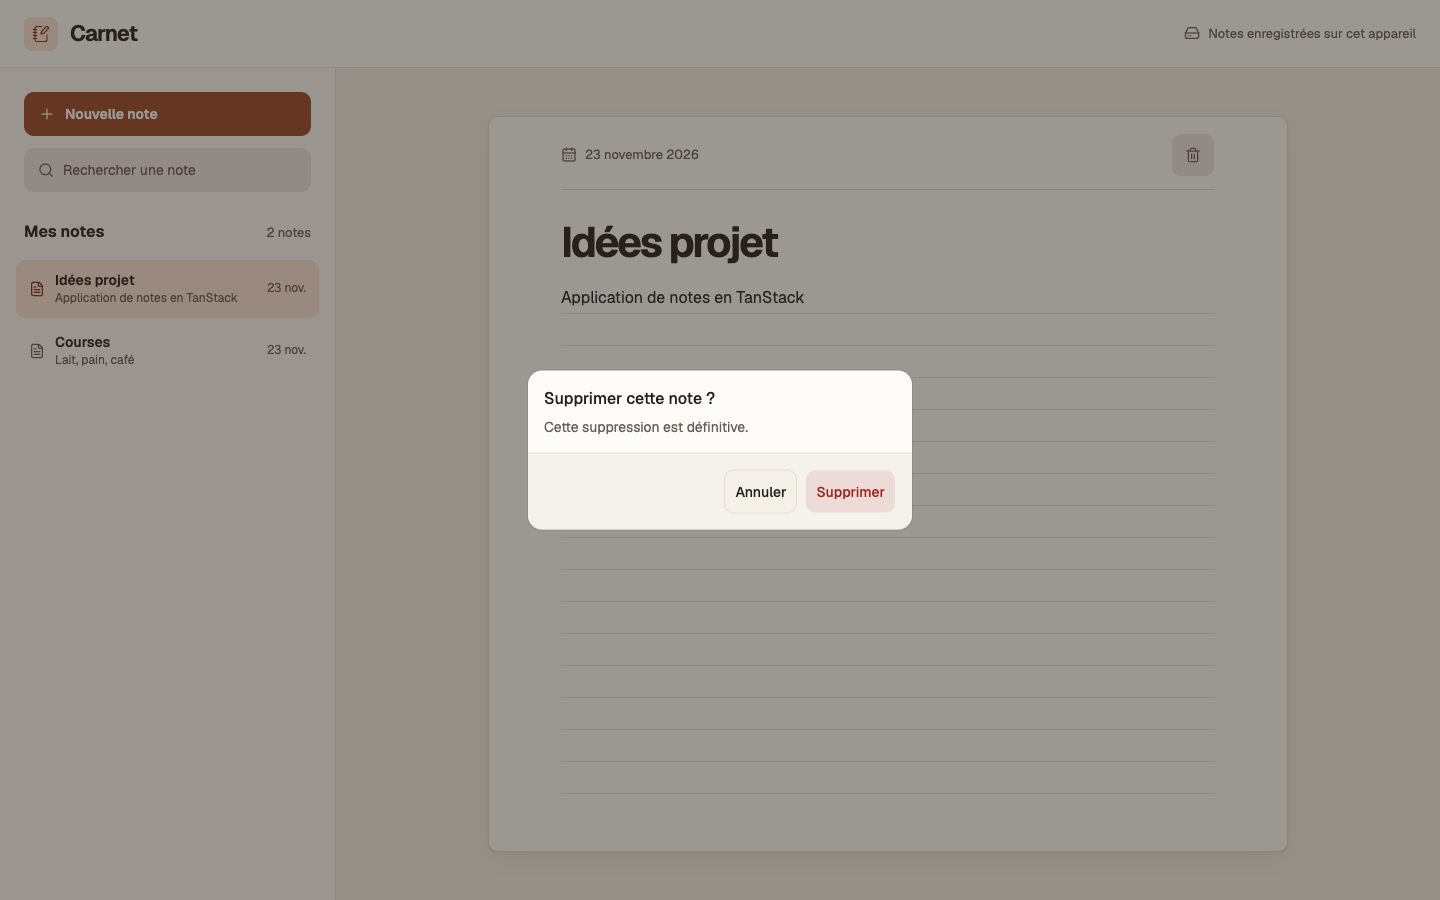 Carnet
Notes enregistrées sur cet appareil
Nouvelle note
Rechercher une note
Mes notes
2 notes
Idées projet
Application de notes en TanStack
23 nov.
Courses
Lait, pain, café
23 nov.
23 novembre 2026
Idées projet
Application de notes en TanStack
Supprimer cette note ?
Cette suppression est définitive.
Annuler
Supprimer